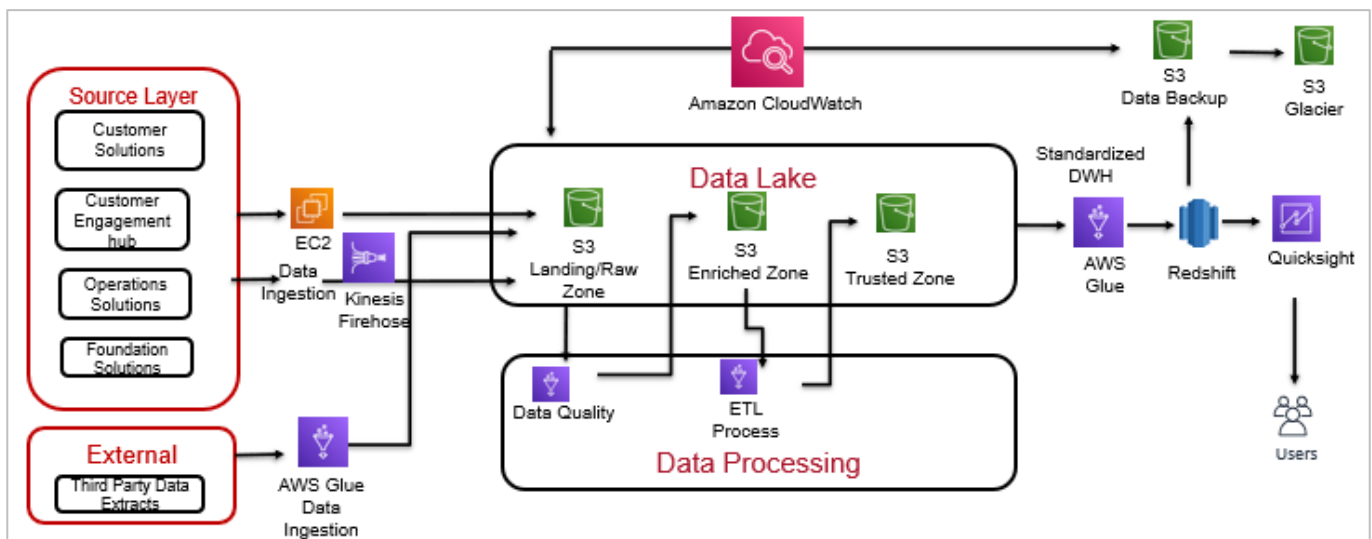 Source Layer
Customer
Solutions
Customer
Engagement
hub
Operations
Solutions
Foundation
Solutions
External
Third Party Data
Extracts
EC2
Data
Ingestion
Kinesis
Firehose
AWS Glue
Data
Ingestion
Amazon CloudWatch
Data Lake
S3
Landing/Raw
Zone
S3
Enriched Zone
S3
Trusted Zone
Data Quality
ETL
Process
Data Processing
Standardized
DWH
AWS
Glue
Redshift
Quicksight
S3
Data Backup
S3
Glacier
Users